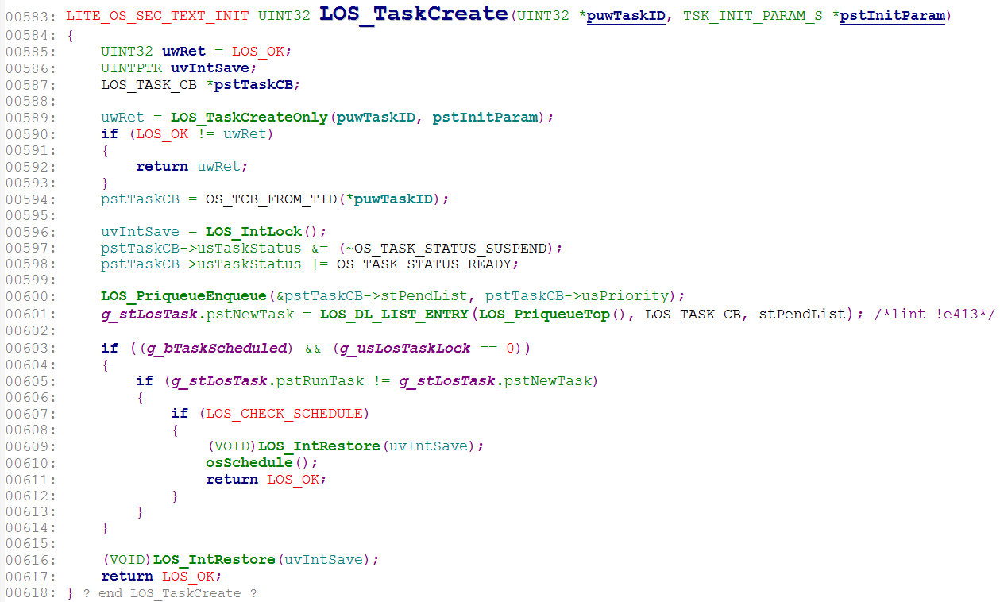 00583: LITE_OS_SEC_TEXT_INIT UINT32 LOS_TaskCreate(UINT32 *puwTaskID, TSK_INIT_PARAM_S *pstInitParam)
00584: {
00585:     UINT32 uwRet = LOS_OK;
00586:     UINTPTR uvIntSave;
00587:     LOS_TASK_CB *pstTaskCB;
00588:
00589:     uwRet = LOS_TaskCreateOnly(puwTaskID, pstInitParam);
00590:     if (LOS_OK != uwRet)
00591:     {
00592:         return uwRet;
00593:     }
00594:     pstTaskCB = OS_TCB_FROM_TID(*puwTaskID);
00595:
00596:     uvIntSave = LOS_IntLock();
00597:     pstTaskCB->usTaskStatus &= (~OS_TASK_STATUS_SUSPEND);
00598:     pstTaskCB->usTaskStatus |= OS_TASK_STATUS_READY;
00599:
00600:     LOS_PriqueueEnqueue(&pstTaskCB->stPendList, pstTaskCB->usPriority);
00601:     g_stLosTask.pstNewTask = LOS_DL_LIST_ENTRY(LOS_PriqueueTop(), LOS_TASK_CB, stPendList); /*lint !e413*/
00602:
00603:     if ((g_bTaskScheduled) && (g_usLosTaskLock == 0))
00604:     {
00605:         if (g_stLosTask.pstRunTask != g_stLosTask.pstNewTask)
00606:         {
00607:             if (LOS_CHECK_SCHEDULE)
00608:             {
00609:                 (VOID)LOS_IntRestore(uvIntSave);
00610:                 osSchedule();
00611:                 return LOS_OK;
00612:             }
00613:         }
00614:     }
00615:
00616:     (VOID)LOS_IntRestore(uvIntSave);
00617:     return LOS_OK;
00618: } ? end LOS_TaskCreate ?